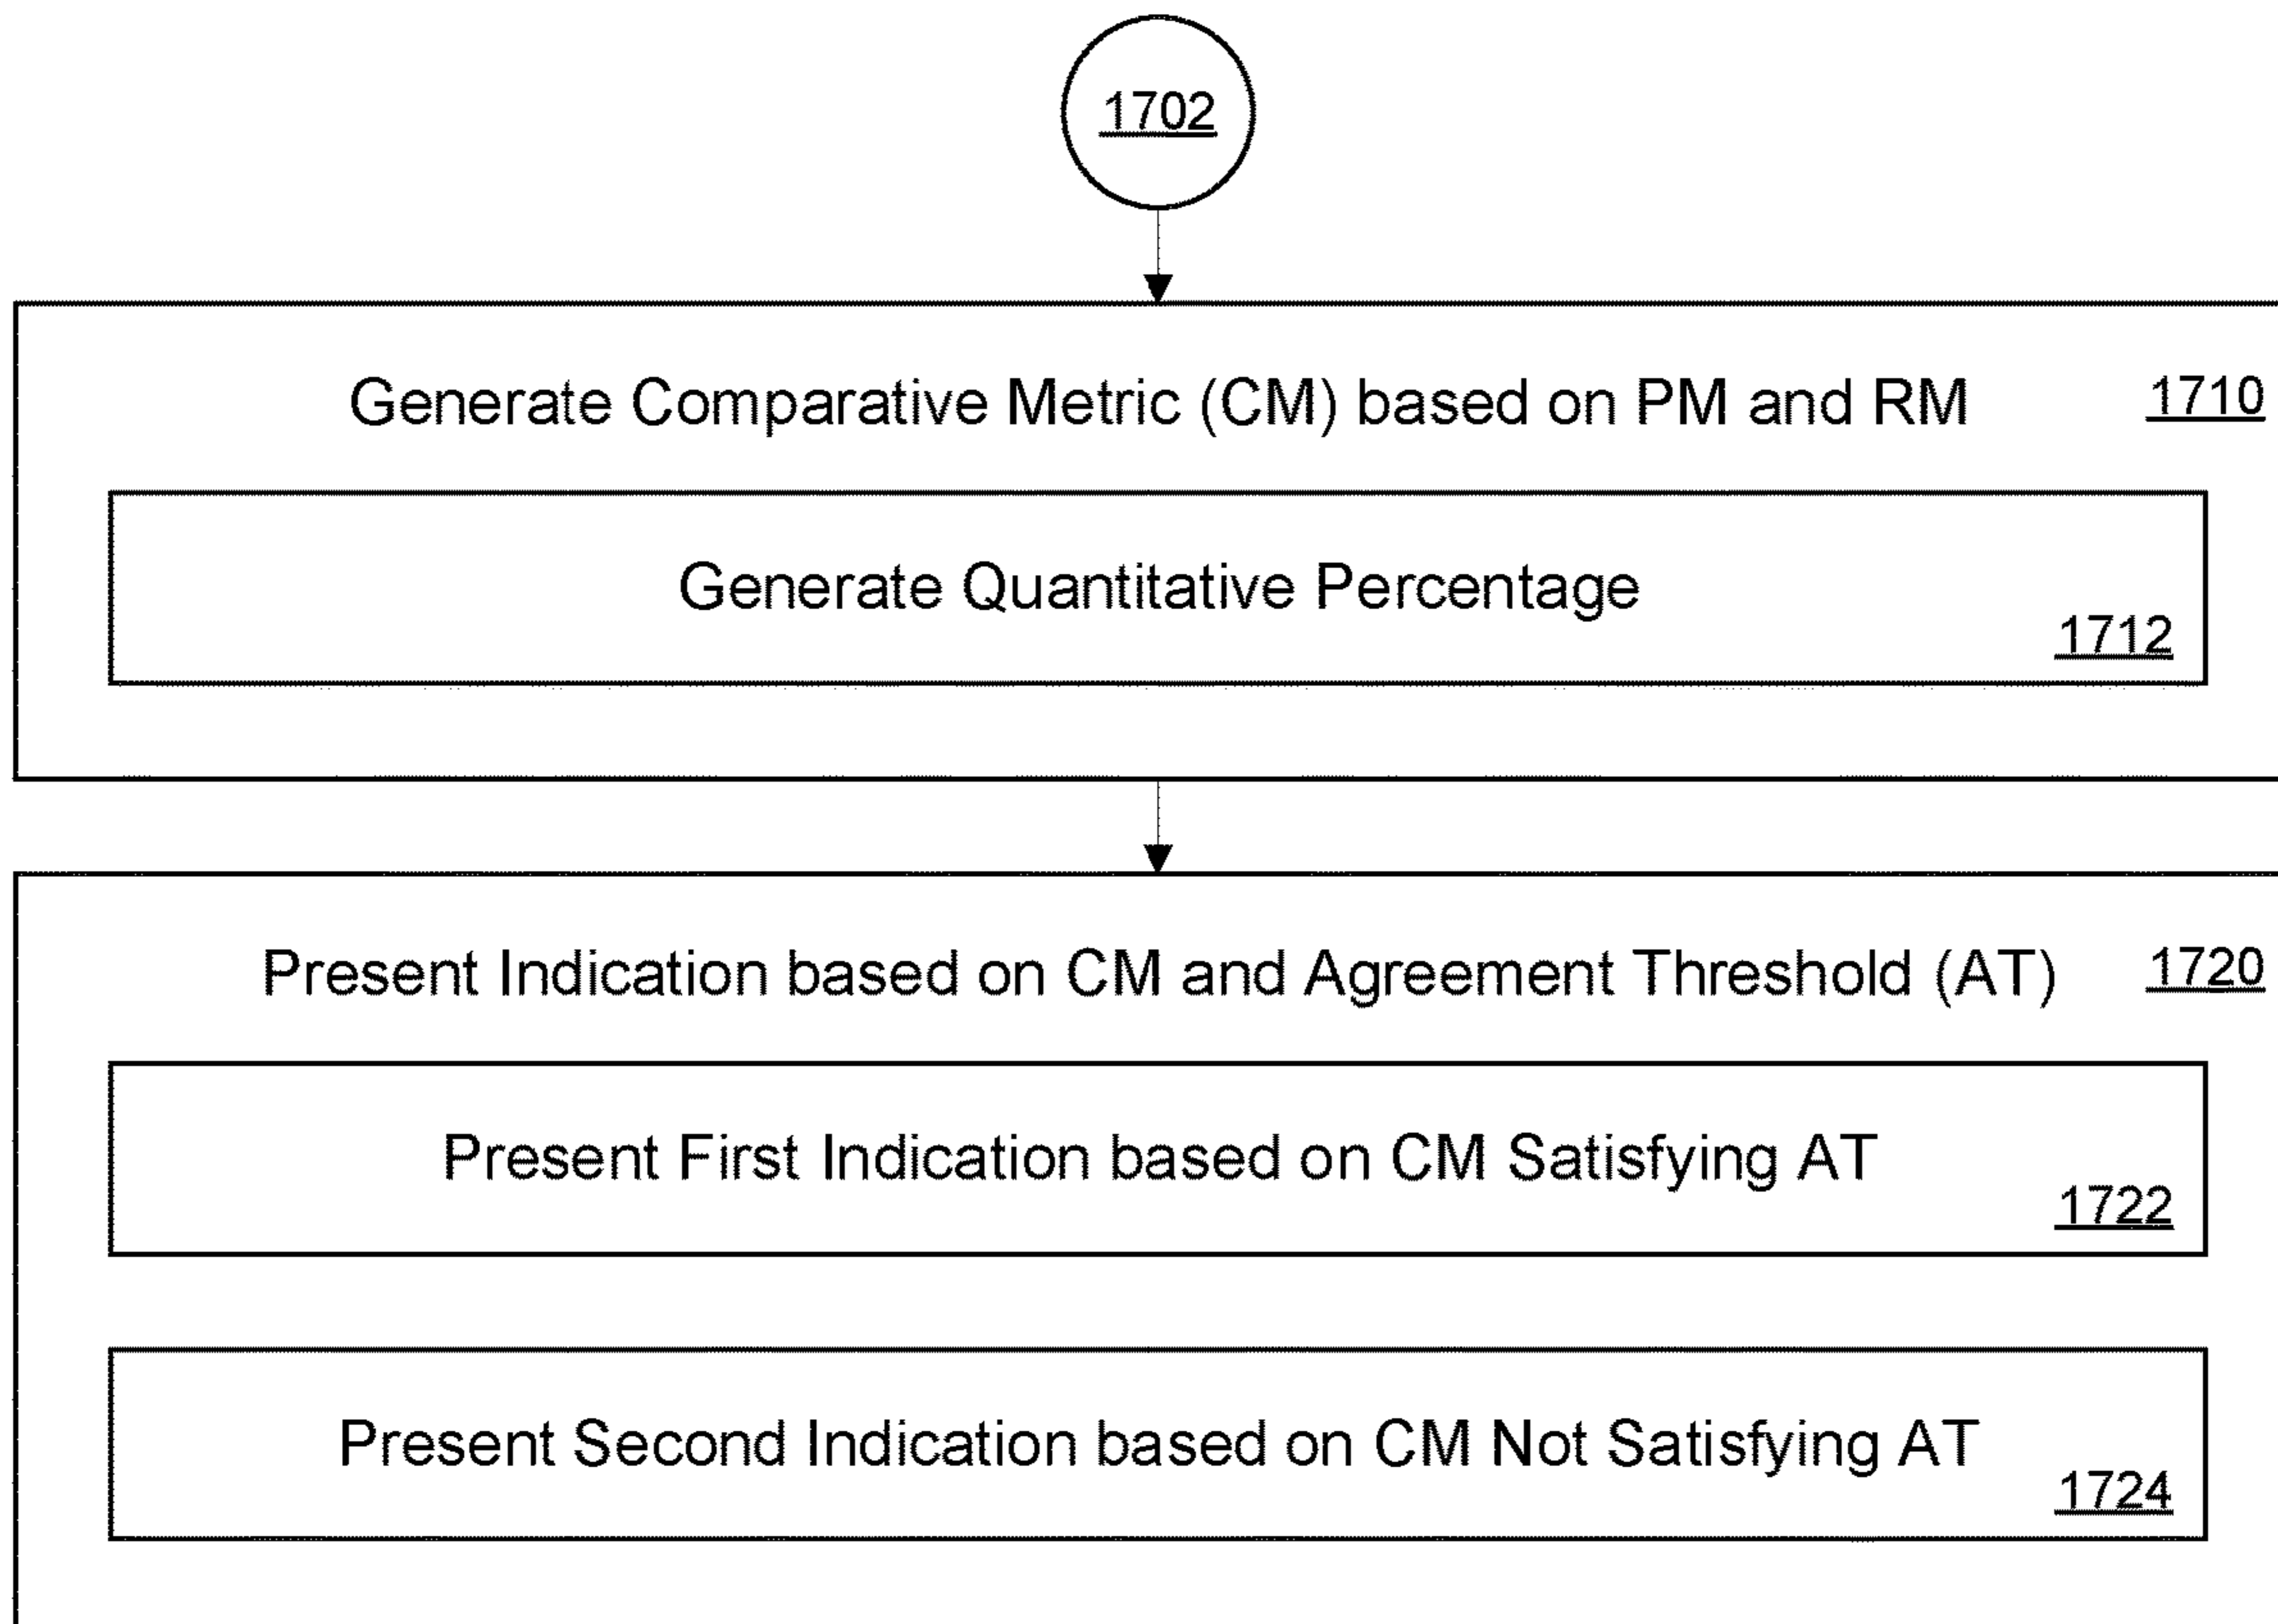 1702
Generate Comparative Metric (CM) based on PM and RM 1710
Generate Quantitative Percentage
1712
Present Indication based on CM and Agreement Threshold (AT) 1720
Present First Indication based on CM Satisfying AT
1722
Present Second Indication based on CM Not Satisfying AT
1724